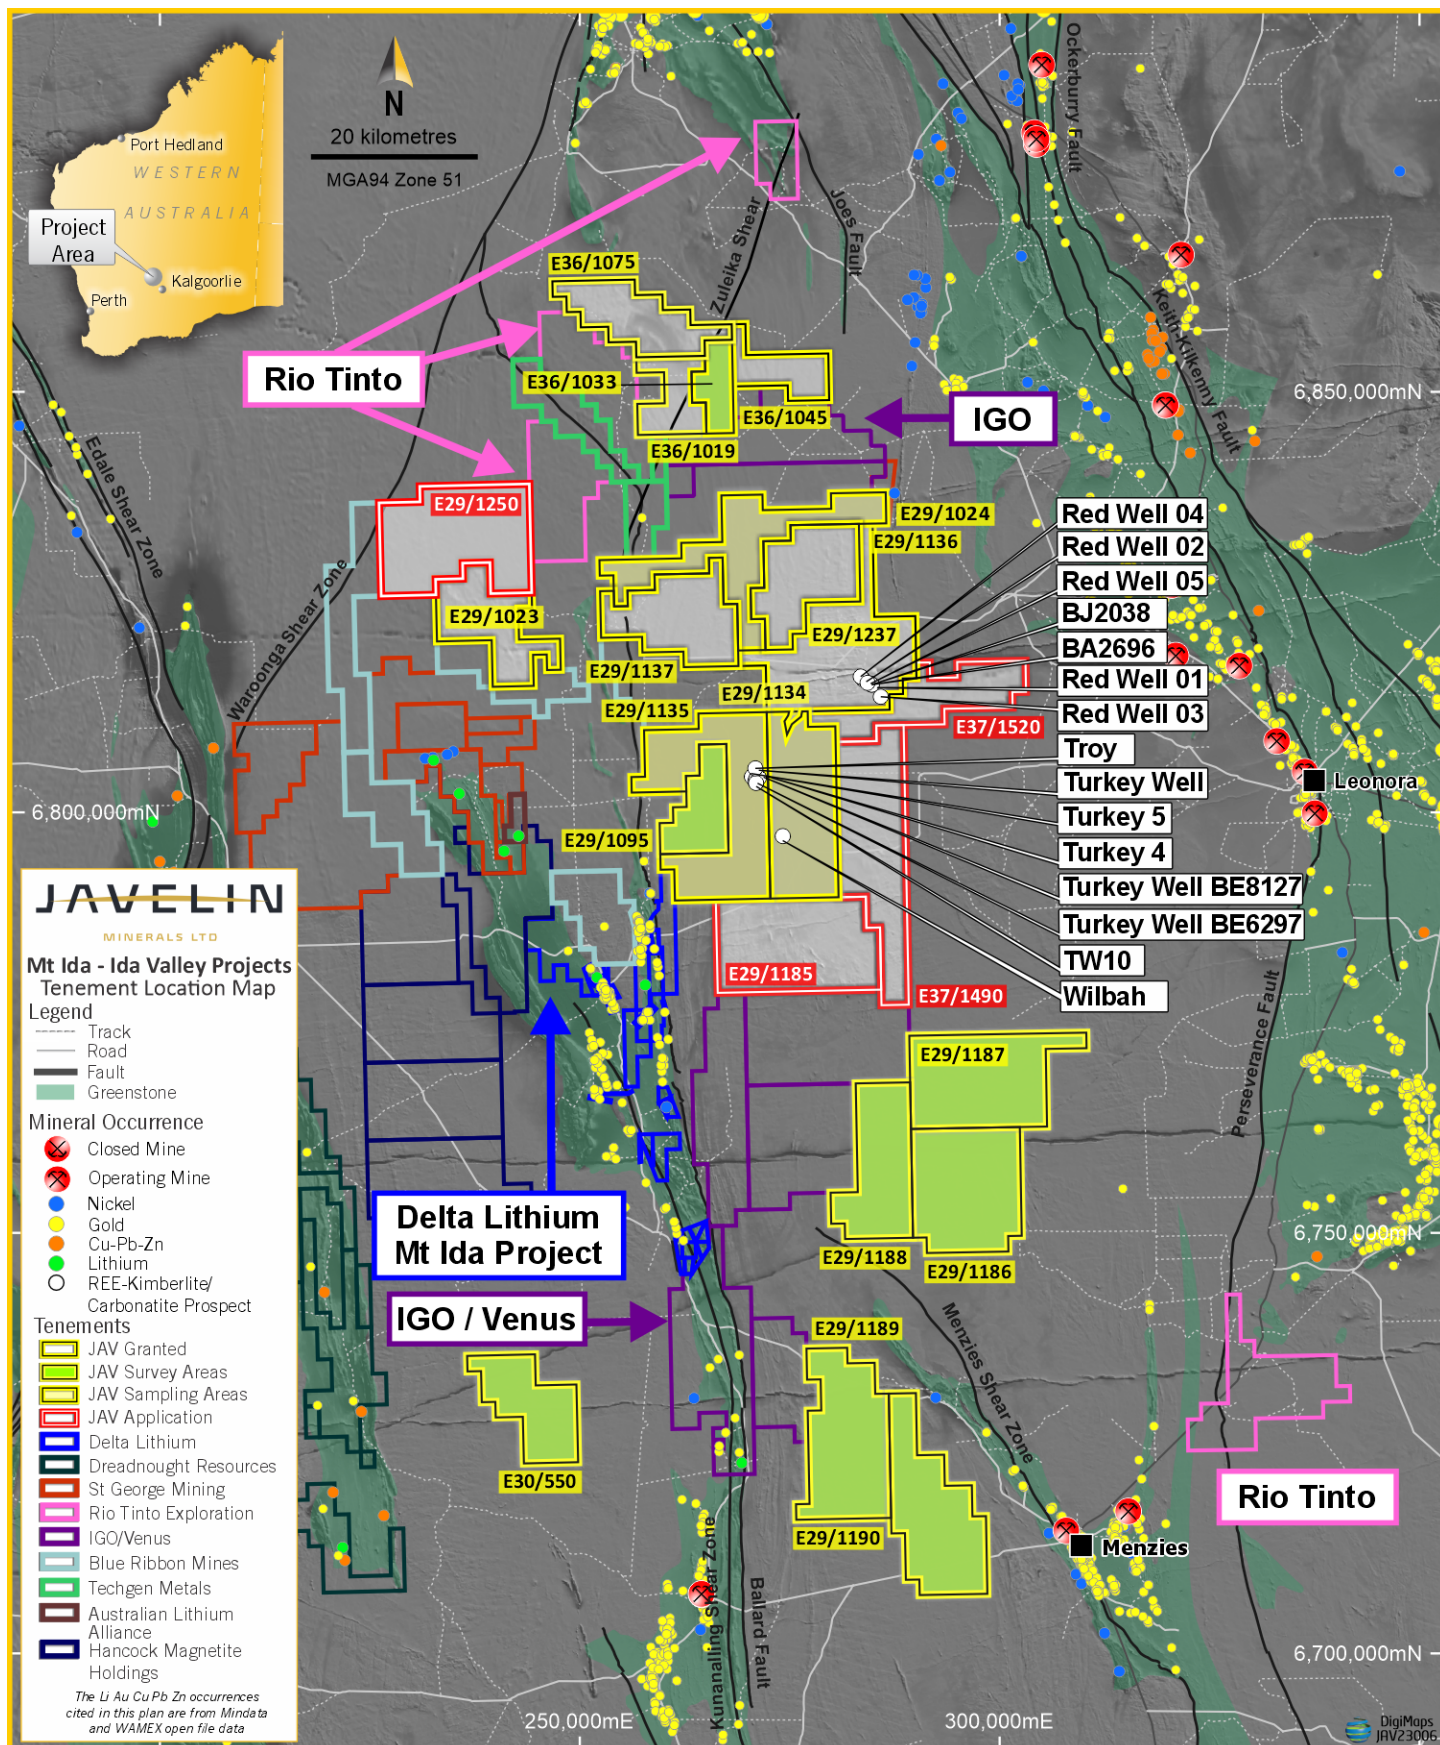 Port Hedland
WESTERN
AUSTRALIA
Project
Area
Kalgoorlie
Perth
N
20 kilometres
MGA94 Zone 51
Ockerburry Fault
Joes Fault
Zuleika Shear
Keith-Kilkenny Fault
E36/1075
Rio Tinto
E36/1033
6,850,000mN
E36/1045
IGO
E36/1019
Edale Shear Zone
E29/1250
E29/1024
E29/1136
Red Well 04
Red Well 02
Red Well 05
BJ2038
BA2696
Red Well 01
Red Well 03
Troy
Turkey Well
Turkey 5
Turkey 4
Turkey Well BE8127
Turkey Well BE6297
TW10
Wilbah
Waroonga Shear Zone
E29/1023
E29/1237
E29/1137
E29/1134
E29/1135
E37/1520
Leonora
6,800,000mN
E29/1095
E29/1185
E37/1490
Perseverance Fault
E29/1187
Delta Lithium
Mt Ida Project
6,750,000mN
E29/1188
E29/1186
IGO / Venus
E29/1189
Menzies Shear Zone
E30/550
E29/1190
Rio Tinto
Menzies
Kunanalling Shear Zone
Ballard Fault
6,700,000mN
250,000mE
300,000mE
JAVELIN
MINERALS LTD
Mt Ida - Ida Valley Projects
Tenement Location Map
Legend
Track
Road
Fault
Greenstone
Mineral Occurrence
Closed Mine
Operating Mine
Nickel
Gold
Cu-Pb-Zn
Lithium
REE-Kimberlite/
Carbonatite Prospect
Tenements
JAV Granted
JAV Survey Areas
JAV Sampling Areas
JAV Application
Delta Lithium
Dreadnought Resources
St George Mining
Rio Tinto Exploration
IGO/Venus
Blue Ribbon Mines
Techgen Metals
Australian Lithium
Alliance
Hancock Magnetite
Holdings
The Li Au Cu Pb Zn occurrences
cited in this plan are from Mindata
and WAMEX open file data
DigiMaps
JAV23006